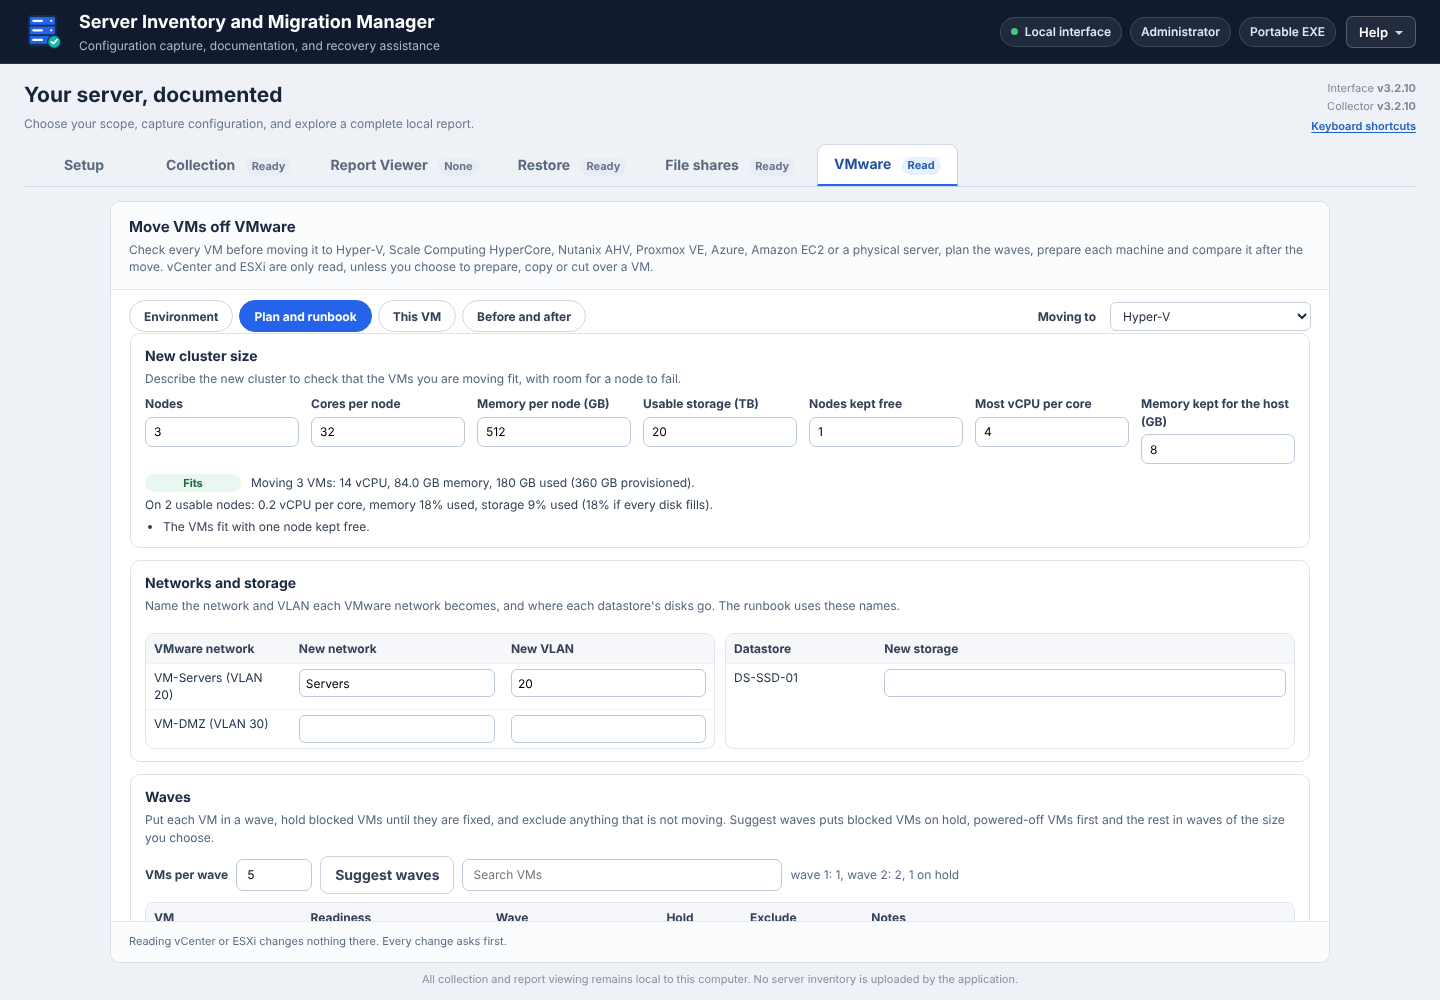 Server Inventory and Migration Manager
Configuration capture, documentation, and recovery assistance
Local interface
Administrator
Portable EXE
Help
Your server, documented
Choose your scope, capture configuration, and explore a complete local report.
Interface v3.2.10
Collector v3.2.10
Keyboard shortcuts
Setup
Collection Ready
Report Viewer None
Restore Ready
File shares Ready
VMware Read
Move VMs off VMware
Check every VM before moving it to Hyper-V, Scale Computing HyperCore, Nutanix AHV, Proxmox VE, Azure, Amazon EC2 or a physical server, plan the waves, prepare each machine and compare it after the
move. vCenter and ESXi are only read, unless you choose to prepare, copy or cut over a VM.
Environment
Plan and runbook
This VM
Before and after
Moving to
Hyper-V
New cluster size
Describe the new cluster to check that the VMs you are moving fit, with room for a node to fail.
Nodes
Cores per node
Memory per node (GB)
Usable storage (TB)
Nodes kept free
Most vCPU per core
Memory kept for the host
(GB)
3
32
512
20
1
4
8
Fits
Moving 3 VMs: 14 vCPU, 84.0 GB memory, 180 GB used (360 GB provisioned).
On 2 usable nodes: 0.2 vCPU per core, memory 18% used, storage 9% used (18% if every disk fills).
• The VMs fit with one node kept free.
Networks and storage
Name the network and VLAN each VMware network becomes, and where each datastore's disks go. The runbook uses these names.
VMware network
New network
New VLAN
VM-Servers (VLAN
20)
Servers
20
VM-DMZ (VLAN 30)
Datastore
New storage
DS-SSD-01
Waves
Put each VM in a wave, hold blocked VMs until they are fixed, and exclude anything that is not moving. Suggest waves puts blocked VMs on hold, powered-off VMs first and the rest in waves of the size
you choose.
VMs per wave
5
Suggest waves
Search VMs
wave 1: 1, wave 2: 2, 1 on hold
VM
Readiness
Wave
Hold
Exclude
Notes
Reading vCenter or ESXi changes nothing there. Every change asks first.
All collection and report viewing remains local to this computer. No server inventory is uploaded by the application.